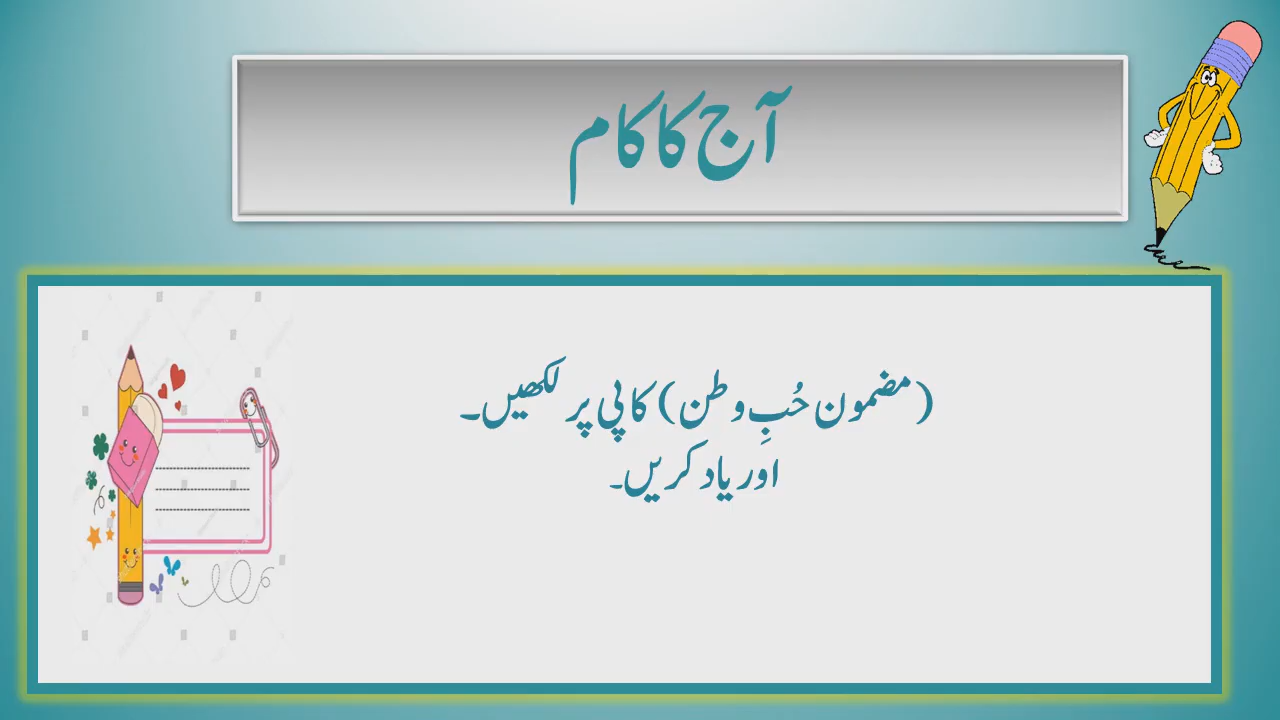 آج کا کام
(مضمون حُبِ وطن) کاپی پر لکھیں۔
اور یاد کریں۔